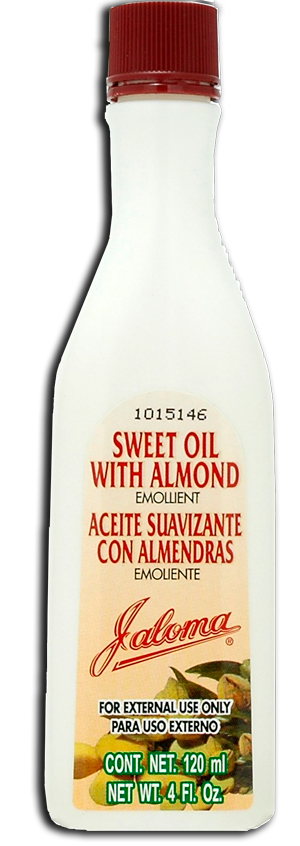 1015146
SWEET OIL
WITH ALMOND
EMOLLIENT
ACEITE SUAVIZANTE
CON ALMENDRAS
EMOLIENTE
Jaloma®
FOR EXTERNAL USE ONLY
PARA USO EXTERNO
CONT. NET. 120 ml
NET WT. 4 Fl. Oz.